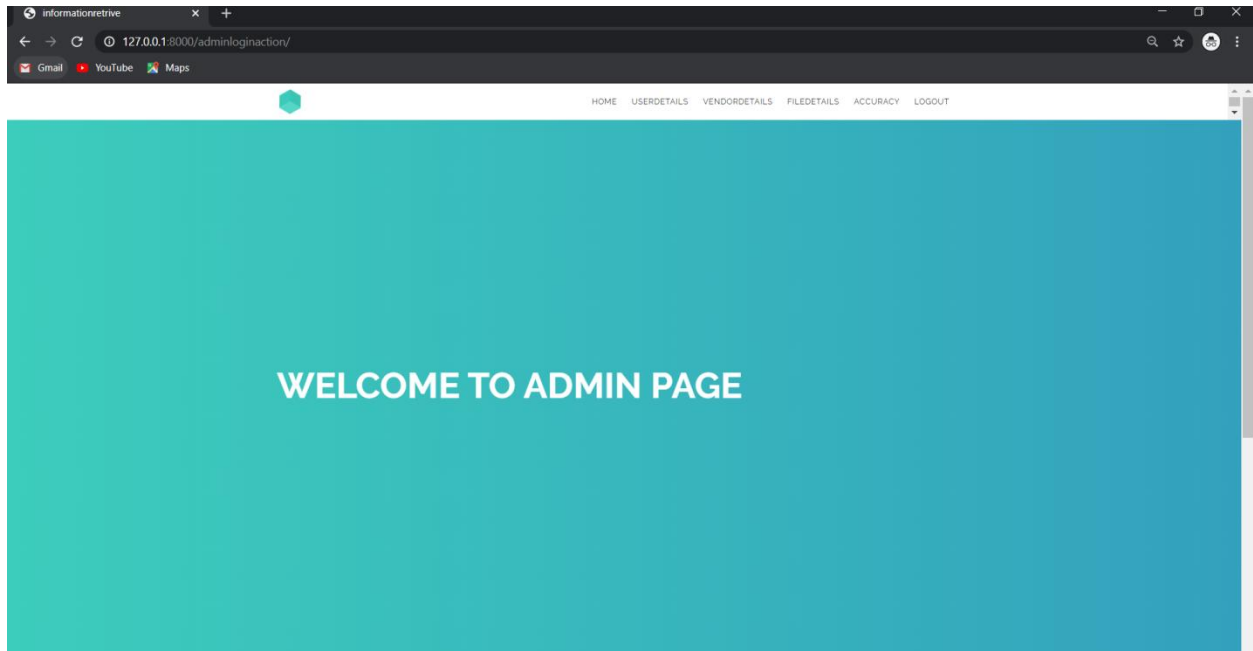 informationretrive
127.0.0.1:8000/adminloginaction/
Gmail YouTube Maps
HOME USERDETAILS VENDORDETAILS FILEDETAILS ACCURACY LOGOUT
WELCOME TO ADMIN PAGE